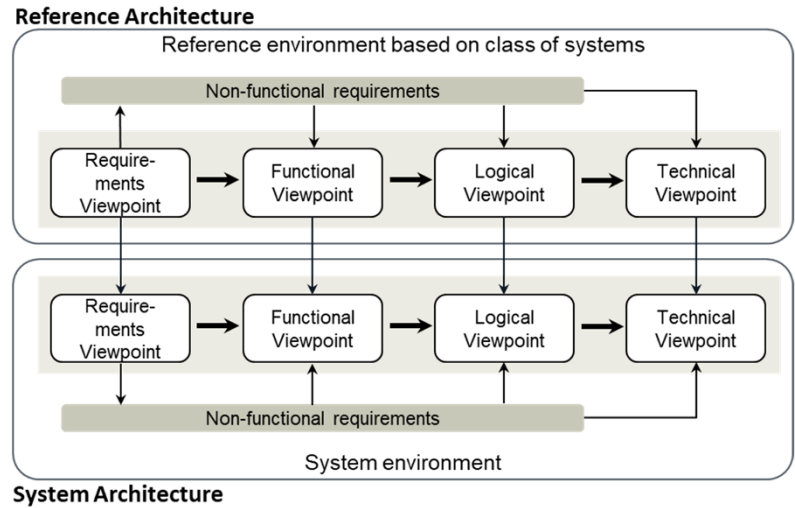 Reference Architecture
Reference environment based on class of systems
Non-functional requirements
Require-
ments
Viewpoint
Functional
Viewpoint
Logical
Viewpoint
Technical
Viewpoint
Require-
ments
Viewpoint
Functional
Viewpoint
Logical
Viewpoint
Technical
Viewpoint
Non-functional requirements
System environment
System Architecture